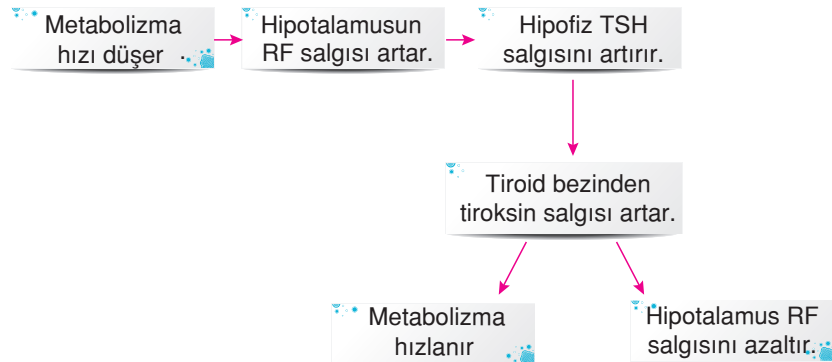 Metabolizma
hızı düşer .
Hipotalamusun
RF salgısı artar.
Hipofiz TSH
salgısını artırır.
Tiroid bezinden
tiroksin salgısı artar.
Metabolizma
hızlanır
Hipotalamus RF
salgısını azaltır.